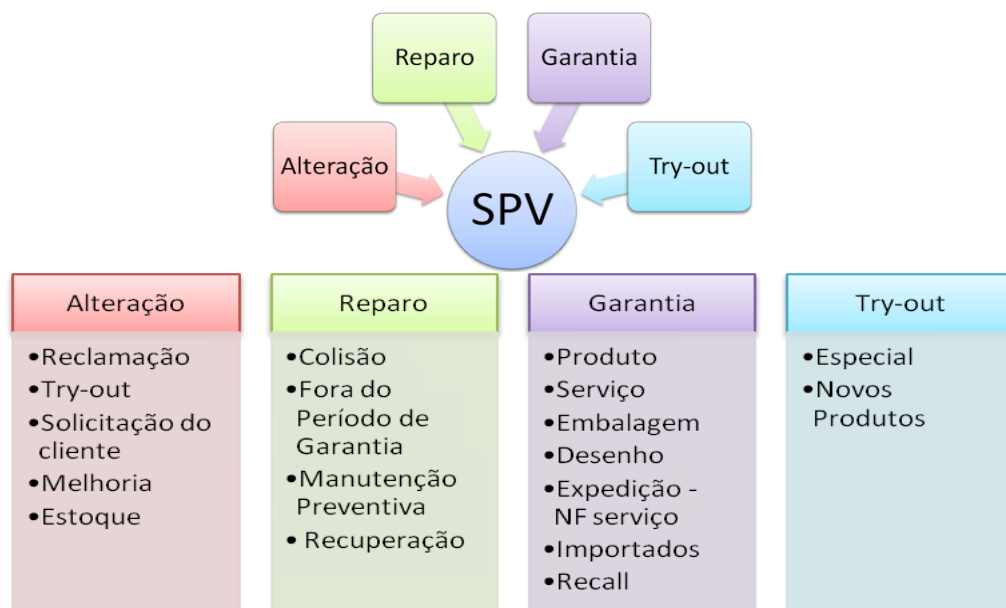 Reparo
Garantia
Alteração
SPV
Try-out
Alteração
•Reclamação
•Try-out
•Solicitação do
cliente
•Melhoria
•Estoque
Reparo
•Colisão
•Fora do
Período de
Garantia
•Manutenção
Preventiva
• Recuperação
Garantia
•Produto
•Serviço
•Embalagem
•Desenho
•Expedição -
NF serviço
•Importados
•Recall
Try-out
•Especial
•Novos
Produtos